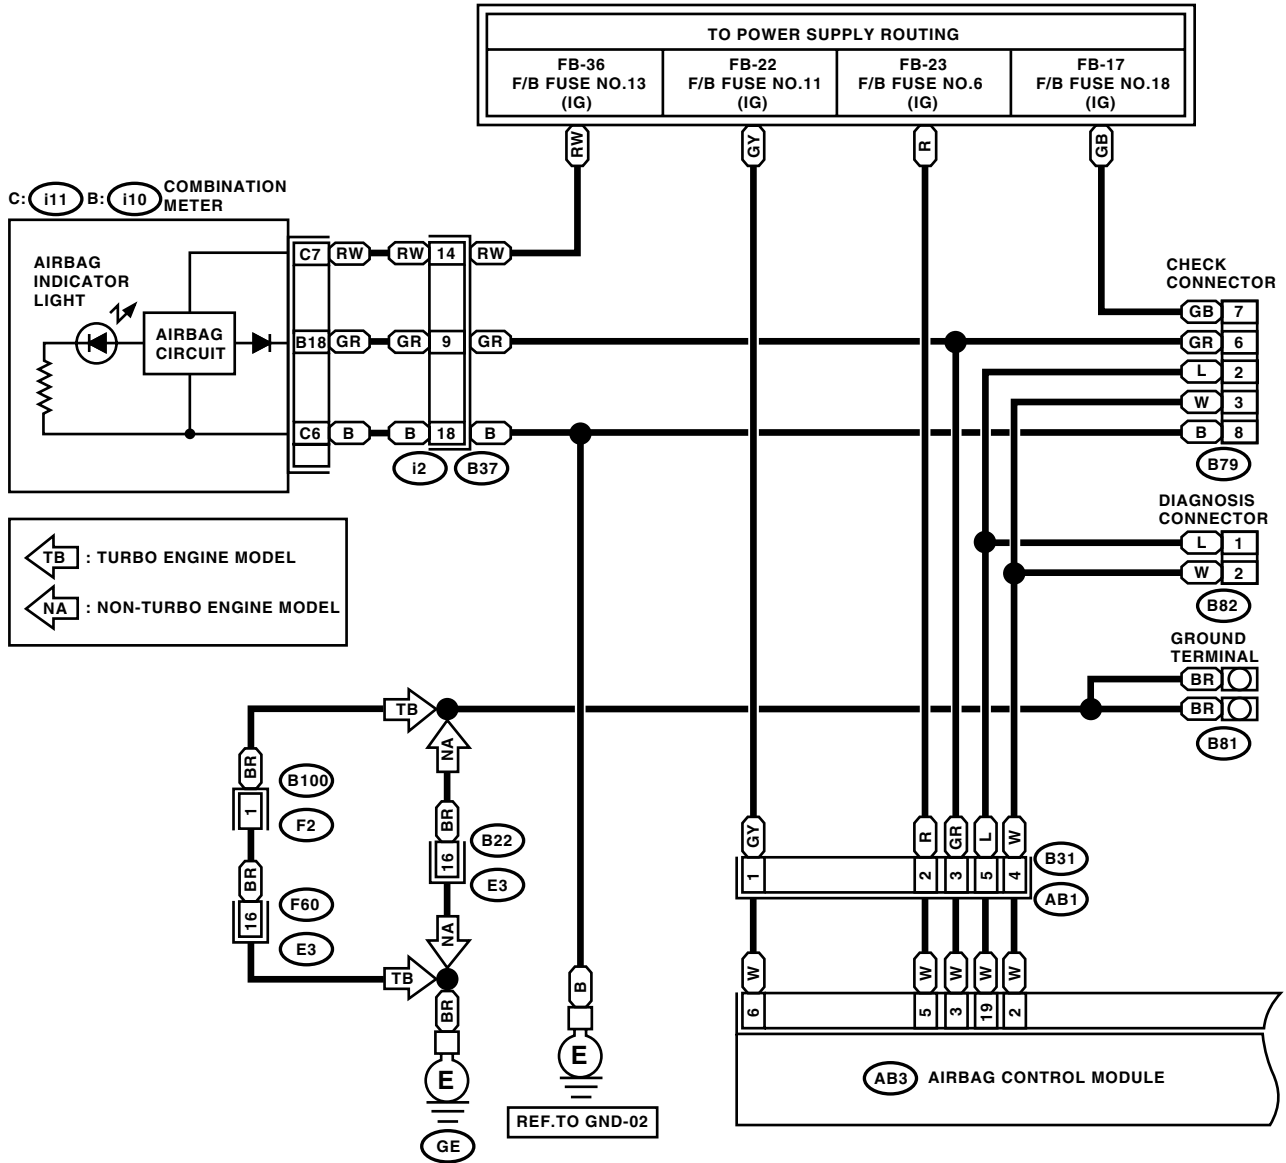 TO POWER SUPPLY ROUTING
FB-36
F/B FUSE NO.13
(IG)
FB-22
F/B FUSE NO.11
(IG)
FB-23
F/B FUSE NO.6
(IG)
FB-17
F/B FUSE NO.18
(IG)
RW
GY
R
GB
C: i11 B: i10 COMBINATION
METER
AIRBAG
INDICATOR
LIGHT
AIRBAG
CIRCUIT
C7 RW RW 14 RW
B18 GR GR 9 GR
C6 B B 18 B
i2 B37
CHECK
CONNECTOR
GB 7
GR 6
L 2
W 3
B 8
B79
DIAGNOSIS
CONNECTOR
L 1
W 2
B82
GROUND
TERMINAL
BR
BR
B81
TB : TURBO ENGINE MODEL
NA : NON-TURBO ENGINE MODEL
TB
NA
BR
1
B100
F2
BR
16
F60
E3
TB
BR
16
B22
E3
NA
BR
E
GE
B
E
REF.TO GND-02
GY R GR L W
1 2 3 5 4
B31
AB1
W W W W W
6 5 3 19 2
AB3 AIRBAG CONTROL MODULE